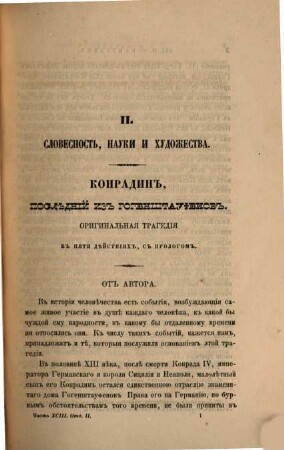 II.
СЛОВЕСНОСТЬ, НАУКИ И ХУДОЖЕСТВА.
КОНРАДИНЪ,
ПОСЛѢДНІЙ ИЗЪ ГОГЕНШТАУФЕНОВЪ.
ОРИГИНАЛЬНАЯ ТРАГЕДІЯ
ВЪ ПЯТИ ДѢЙСТВІЯХЪ, СЪ ПРОЛОГОМЪ.
ОТЪ АВТОРА.
Въ исторіи человѣчества есть событія, возбуждающія са-
мое живое участіе въ душѣ каждаго человѣка, къ какой бы
чуждой ему народности, къ какому бы отдаленному времени
ни относились они. Къ числу такихъ событій, кажется намъ,
принадлежатъ и тѣ, которыя послужили основаніемъ этой тра-
гедіи.
Въ половинѣ XIII вѣка, послѣ смерти Конрада IV, импе-
ратора Германскаго и короля Сициліи и Неаполя, малолѣтный
сынъ его Конрадинъ остался единственною отраслію знамени-
таго дома Гогенштауфеновъ. Права его на Германію, по бур-
нымъ обстоятельствамъ того времени, не были приняты въ
Часть XCIII. Отд. II. 1